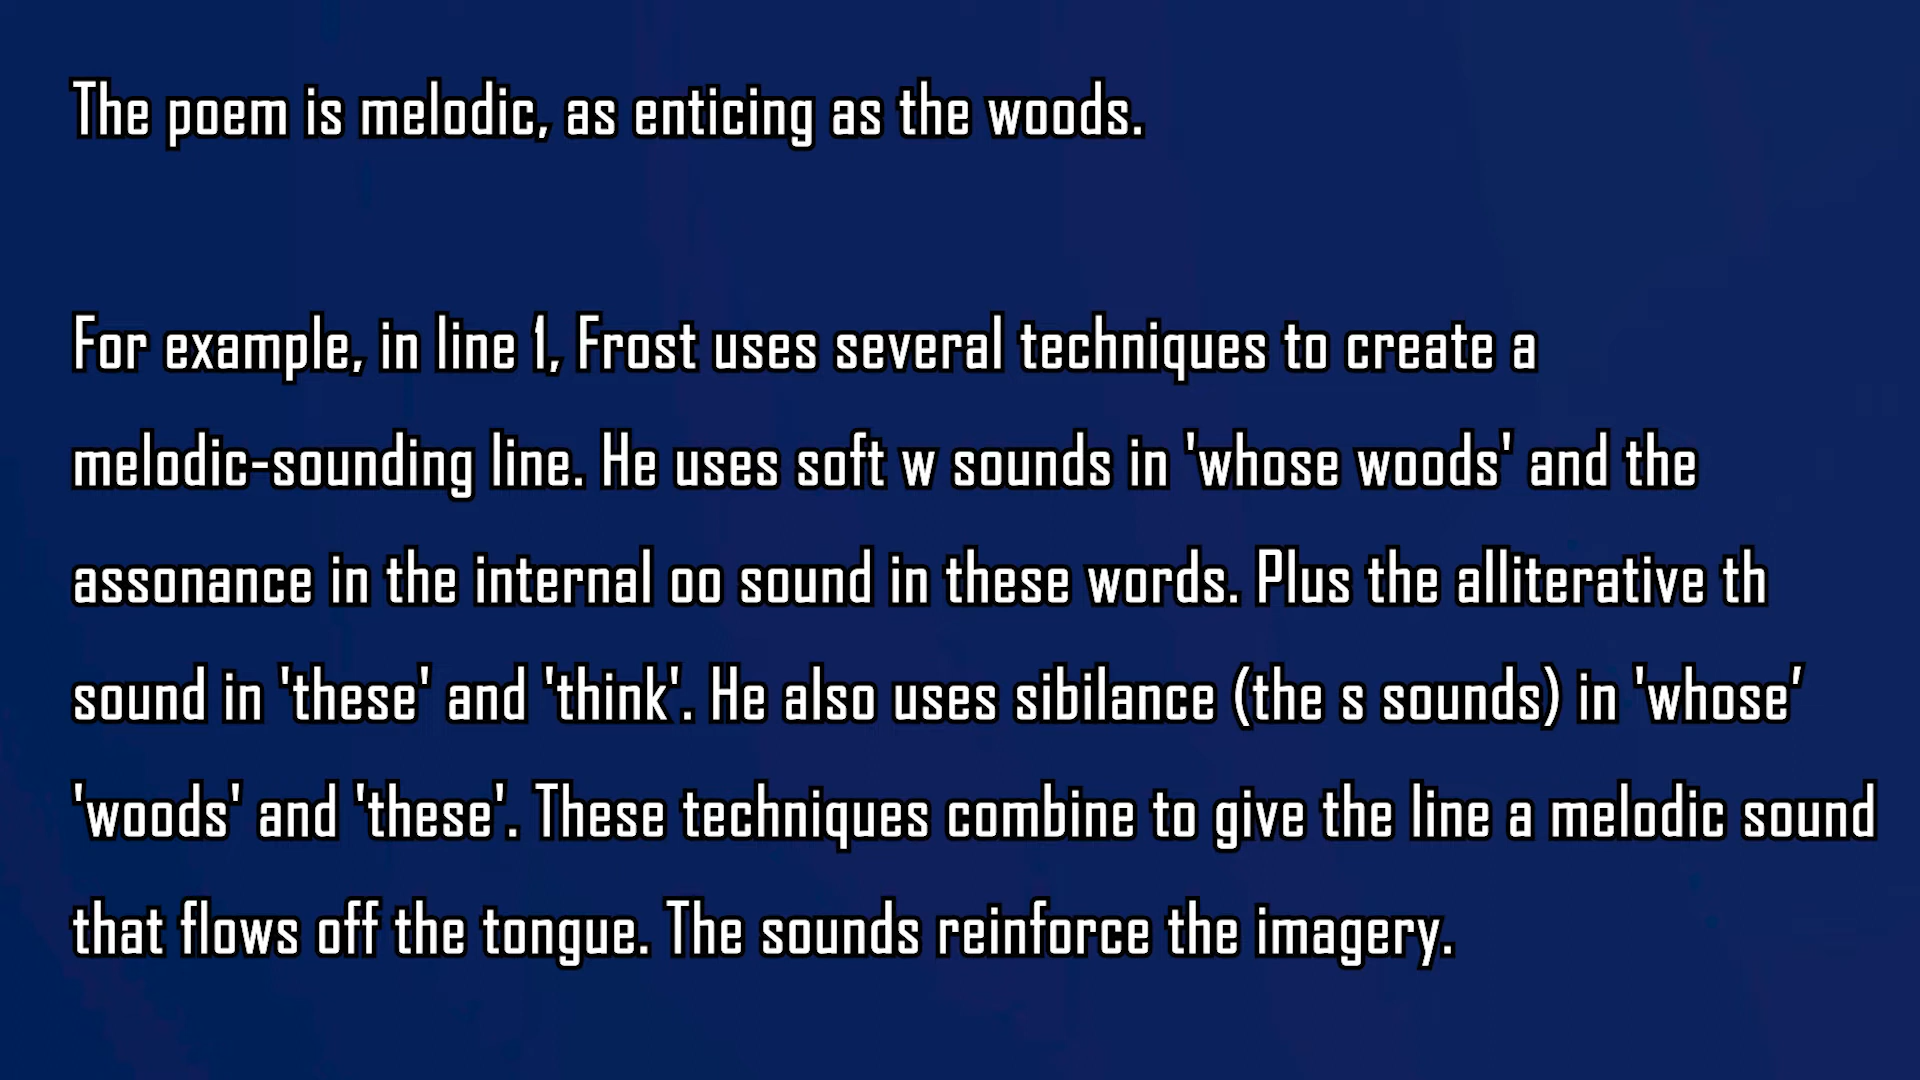 The poem is melodic, as enticing as the woods.
For example, in line 1, Frost uses several techniques to create a
melodic-sounding line. He uses soft w sounds in 'whose woods' and the
assonance in the internal oo sound in these words. Plus the alliterative th
sound in 'these' and 'think'. He also uses sibilance (the s sounds) in 'whose'
'woods' and 'these'. These techniques combine to give the line a melodic sound
that flows off the tongue. The sounds reinforce the imagery.